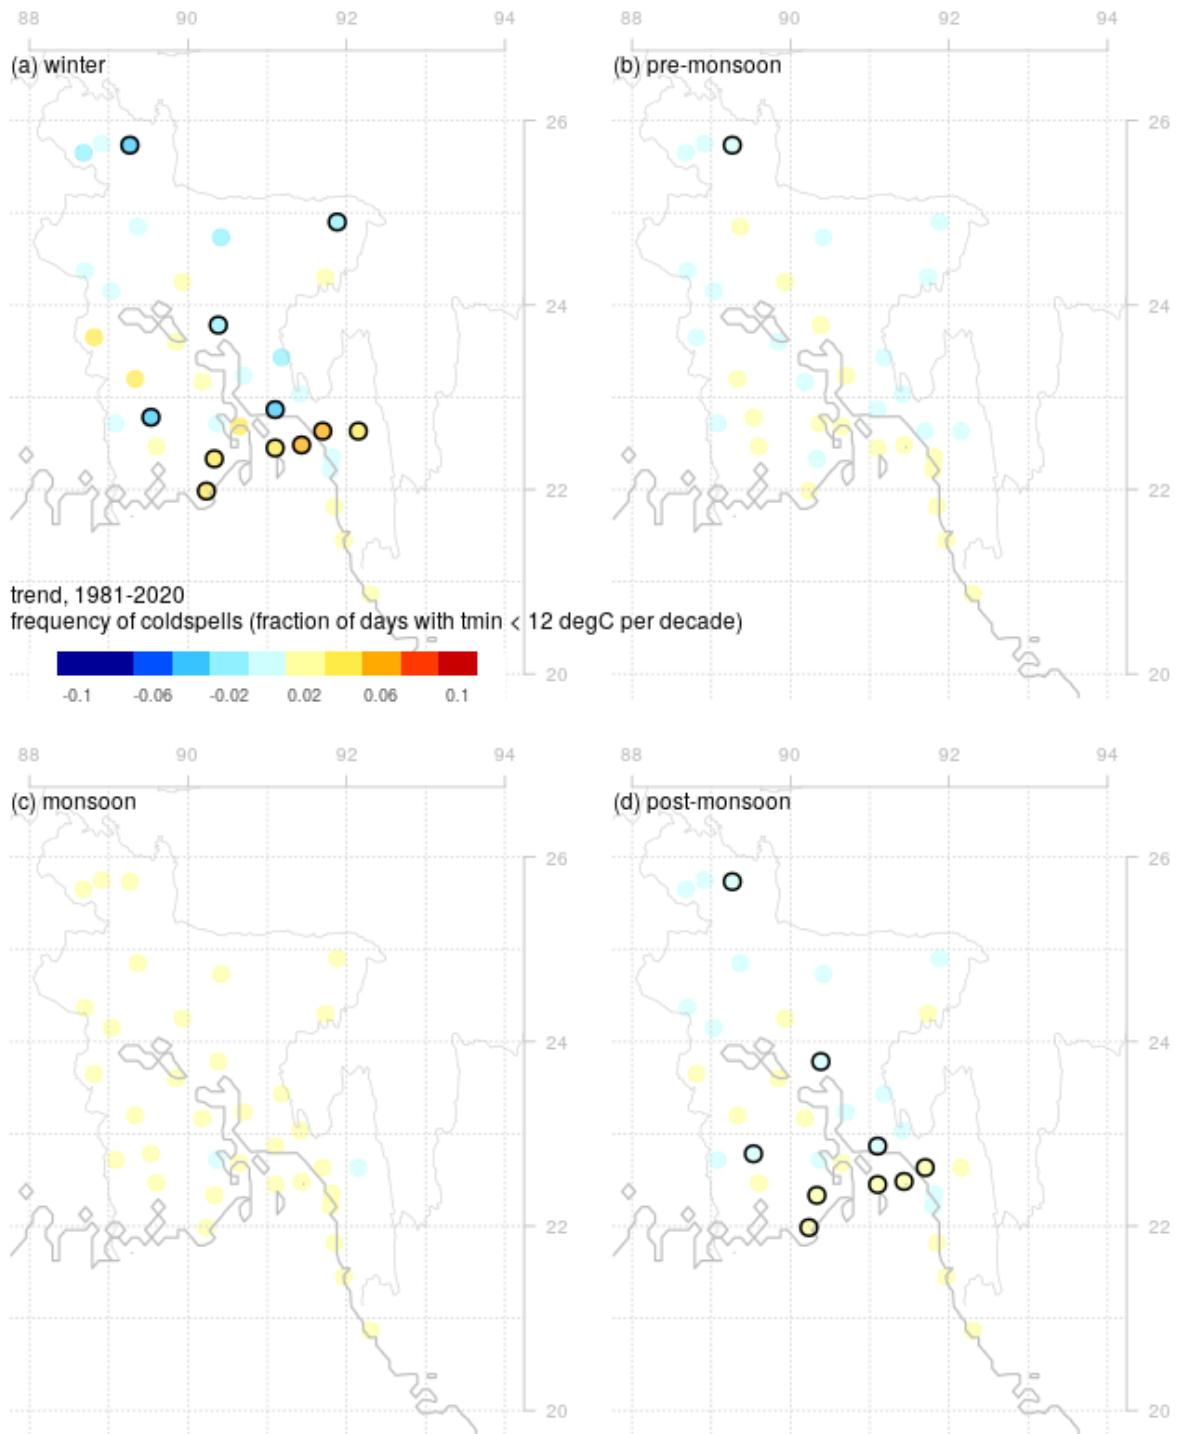 88 90 92 94 88 90 92 94
(a) winter (b) pre-monsoon
26 26
24 24
22 22
trend, 1981-2020
frequency of coldspells (fraction of days with tmin < 12 degC per decade)
20 20
-0.1 -0.06 -0.02 0.02 0.06 0.1
88 90 92 94 88 90 92 94
(c) monsoon (d) post-monsoon
26 26
24 24
22 22
20 20